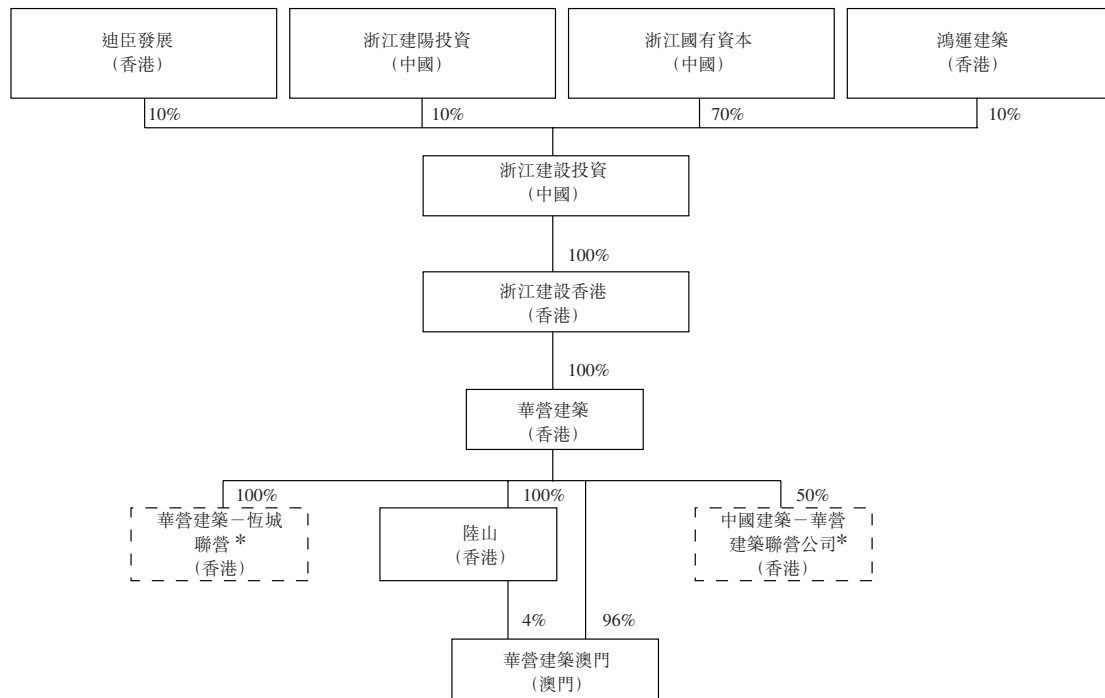 迪臣發展
(香港)
浙江建陽投資
(中國)
浙江國有資本
(中國)
鴻運建築
(香港)
10%
10%
70%
10%
浙江建設投資
(中國)
100%
浙江建設香港
(香港)
100%
華營建築
(香港)
100%
100%
50%
華營建築－恆城
聯營*
(香港)
陸山
(香港)
中國建築－華營
建築聯營公司*
(香港)
4%
96%
華營建築澳門
(澳門)